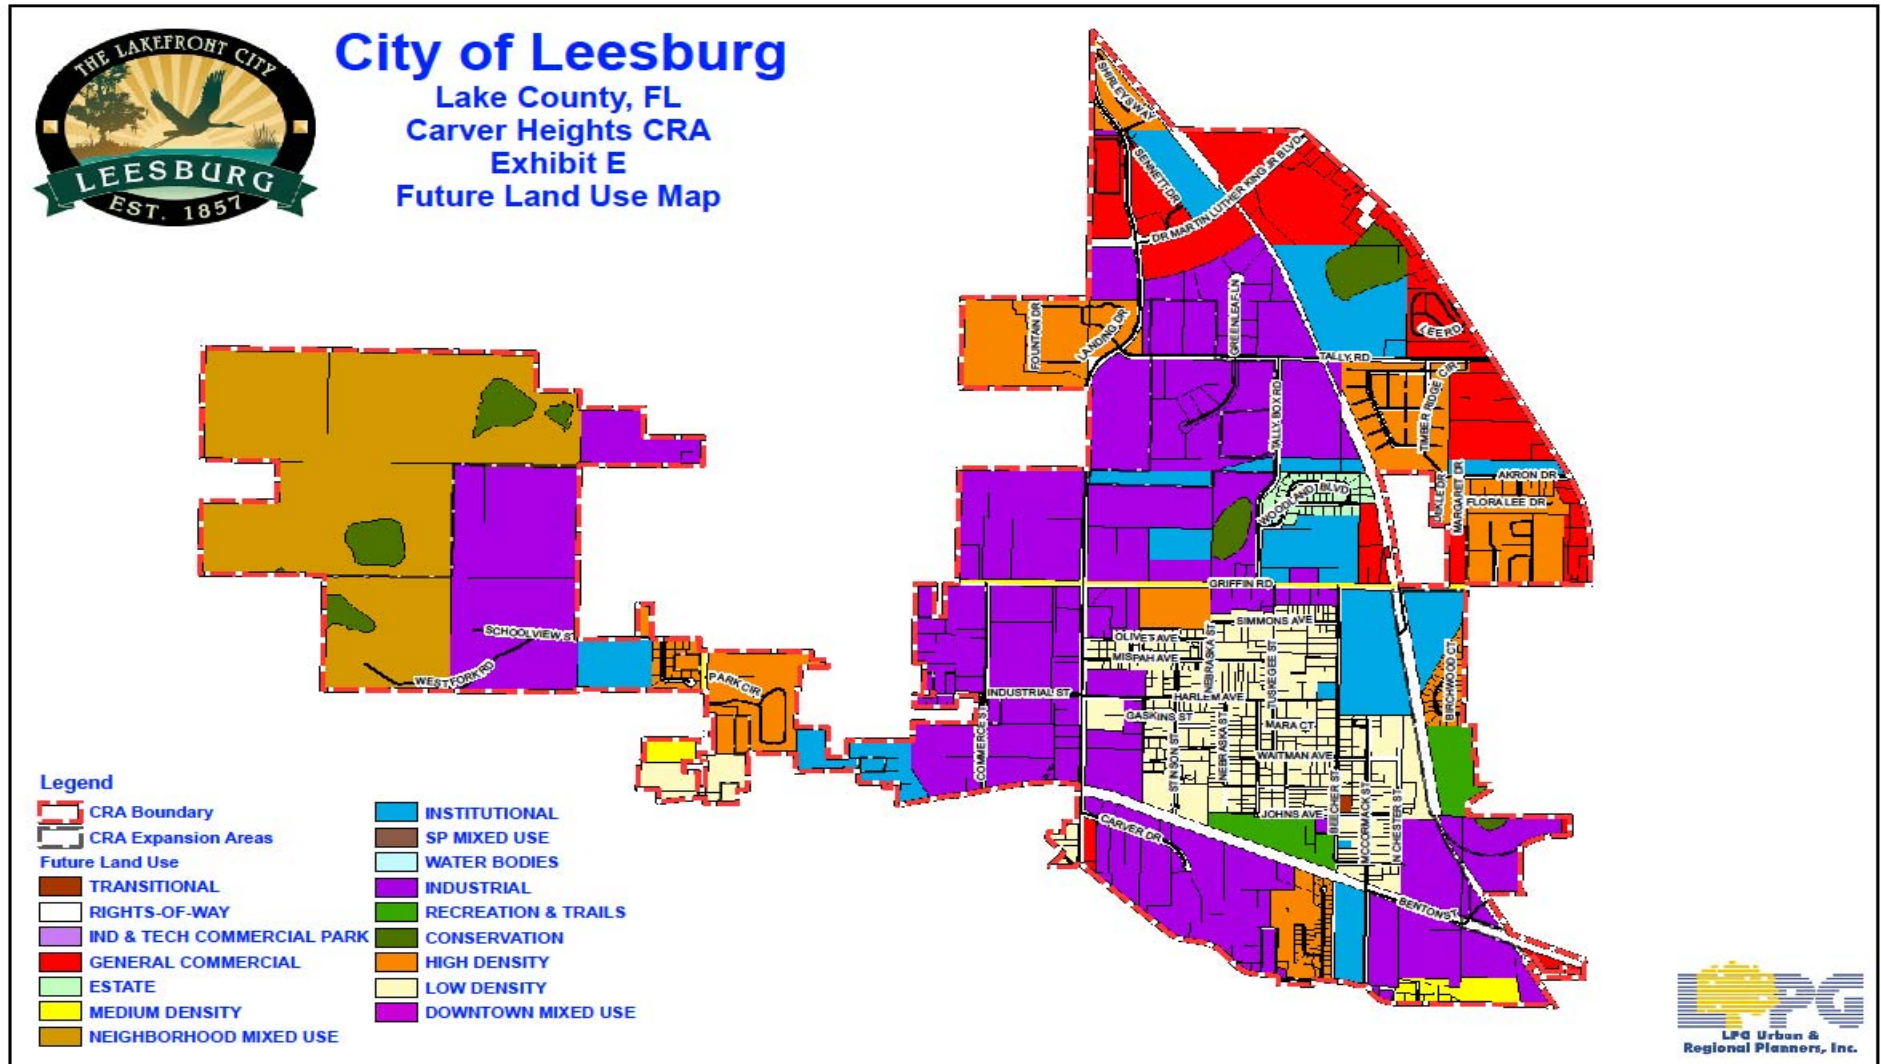 THE LAKEFRONT CITY
LEESBURG
EST. 1857
City of Leesburg
Lake County, FL
Carver Heights CRA
Exhibit E
Future Land Use Map
SHIRLEYS WAY
SENNETT DR
DR MARTIN LUTHER KING JR BLVD
GREENLEAF LN
FOUNTAIN DR
LANDING DR
LEE RD
TALLY RD
TALLY BOX RD
TIMBER RIDGE CIR
MARGARET DR
AKRON DR
FLORA LEE DR
WOODLAND BLVD
GRIFFIN RD
SIMMONS AVE
OLIVET AVE
MISPAH AVE
NEBRASKA ST
TUSKEGEE ST
SCHOOLVIEW ST
WEST FORK RD
PARK CIR
INDUSTRIAL ST
HARLEM AVE
GASKINS ST
MARA CT
BIRCHWOOD CT
COMMERCE ST
STINSON ST
NEBRASKA ST
WAITMAN AVE
BEECHER ST
MCCORMACK ST
N CHESTER ST
JOHNS AVE
CARVER DR
BENTON ST
Legend
CRA Boundary
CRA Expansion Areas
Future Land Use
TRANSITIONAL
RIGHTS-OF-WAY
IND & TECH COMMERCIAL PARK
GENERAL COMMERCIAL
ESTATE
MEDIUM DENSITY
NEIGHBORHOOD MIXED USE
INSTITUTIONAL
SP MIXED USE
WATER BODIES
INDUSTRIAL
RECREATION & TRAILS
CONSERVATION
HIGH DENSITY
LOW DENSITY
DOWNTOWN MIXED USE
LPG
LPG Urban &
Regional Planners, Inc.